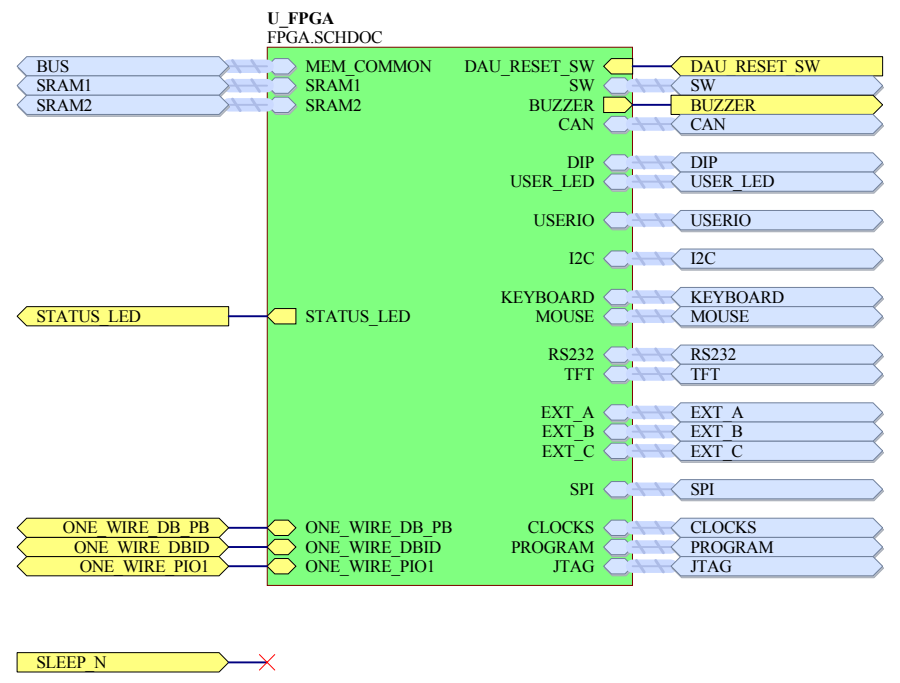 U_FPGA
FPGA.SCHDOC
BUS MEM_COMMON DAU_RESET_SW DAU_RESET_SW
SRAM1 SRAM1 SW SW
SRAM2 SRAM2 BUZZER BUZZER
CAN CAN
DIP DIP
USER_LED USER_LED
USERIO USERIO
I2C I2C
KEYBOARD KEYBOARD
STATUS_LED STATUS_LED MOUSE MOUSE
RS232 RS232
TFT TFT
EXT_A EXT_A
EXT_B EXT_B
EXT_C EXT_C
SPI SPI
ONE_WIRE_DB_PB ONE_WIRE_DB_PB CLOCKS CLOCKS
ONE_WIRE_DBID ONE_WIRE_DBID PROGRAM PROGRAM
ONE_WIRE_PIO1 ONE_WIRE_PIO1 JTAG JTAG
SLEEP_N